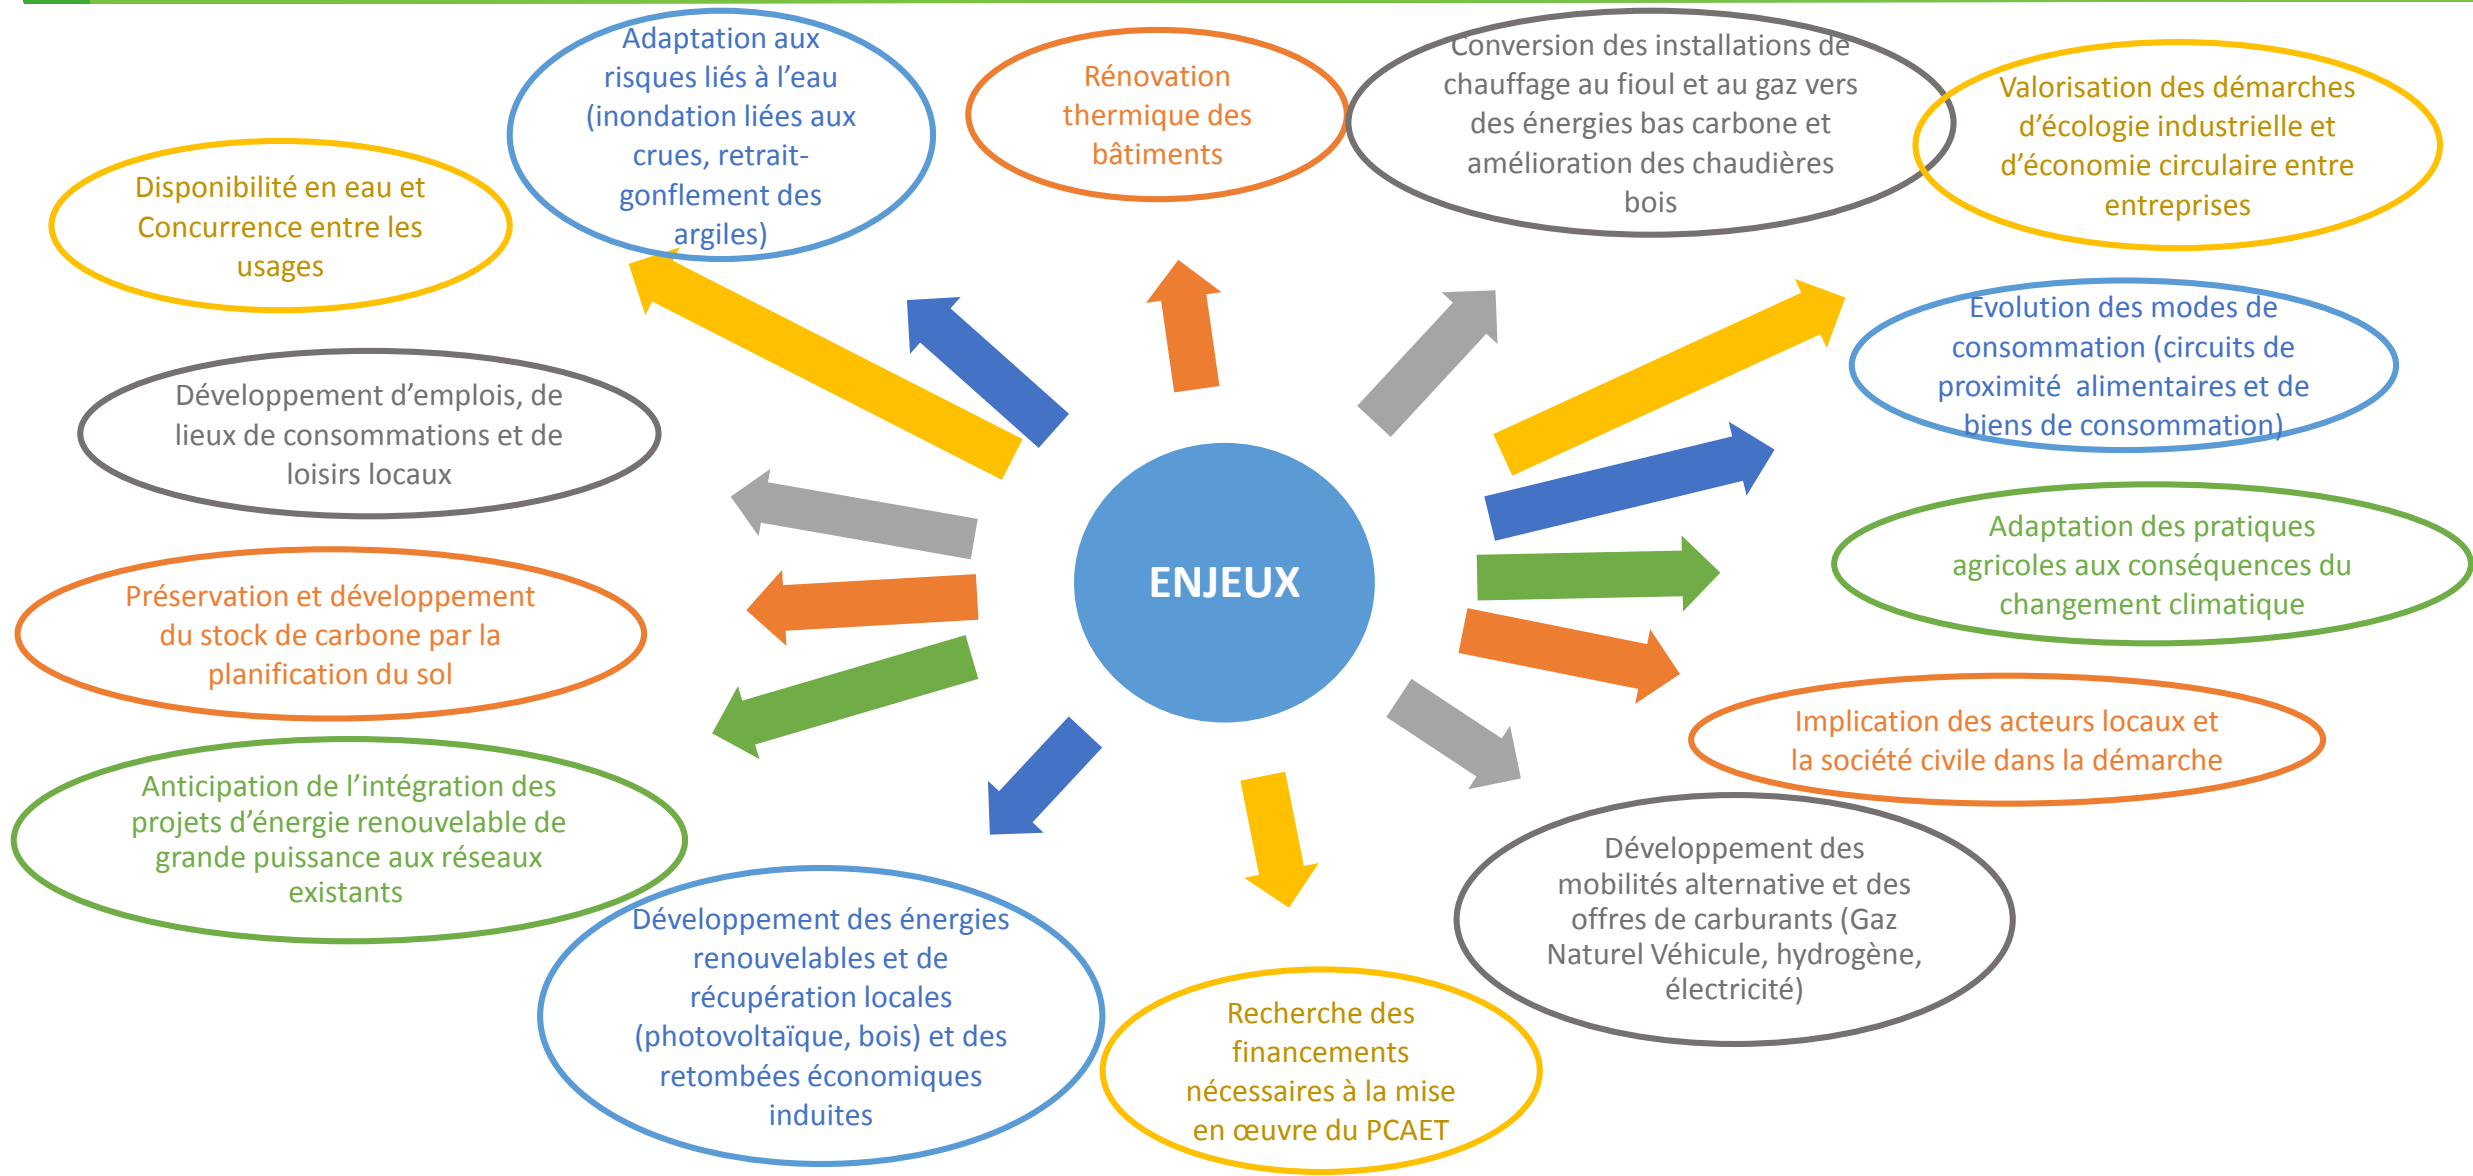 Adaptation aux
risques liés à l’eau
(inondation liées aux
crues, retrait-
gonflement des
argiles)
Rénovation
thermique des
bâtiments
Conversion des installations de
chauffage au fioul et au gaz vers
des énergies bas carbone et
amélioration des chaudières
bois
Valorisation des démarches
d’écologie industrielle et
d’économie circulaire entre
entreprises
Disponibilité en eau et
Concurrence entre les
usages
Evolution des modes de
consommation (circuits de
proximité  alimentaires et de
biens de consommation)
Développement d’emplois, de
lieux de consommations et de
loisirs locaux
ENJEUX
Adaptation des pratiques
agricoles aux conséquences du
changement climatique
Préservation et développement
du stock de carbone par la
planification du sol
Implication des acteurs locaux et
la société civile dans la démarche
Anticipation de l’intégration des
projets d’énergie renouvelable de
grande puissance aux réseaux
existants
Développement des
mobilités alternative et des
offres de carburants (Gaz
Naturel Véhicule, hydrogène,
électricité)
Développement des énergies
renouvelables et de
récupération locales
(photovoltaïque, bois) et des
retombées économiques
induites
Recherche des
financements
nécessaires à la mise
en œuvre du PCAET